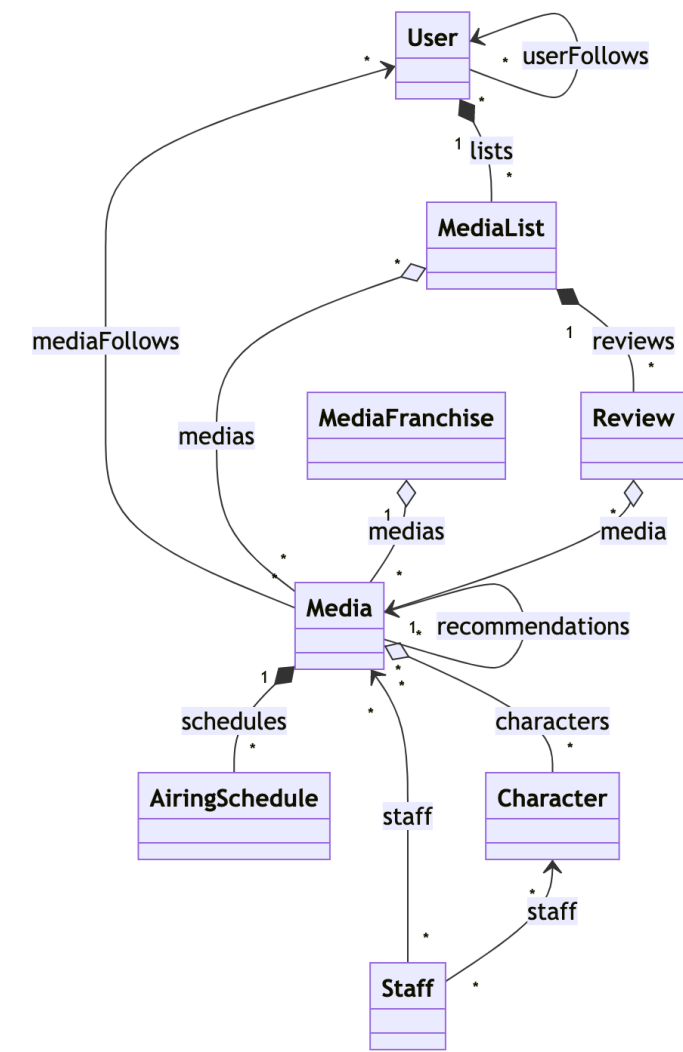 User
*
*
userFollows
*
1
lists
*
MediaList
*
mediaFollows
1
reviews
*
medias
MediaFranchise
Review
1
medias
*
media
*
*
*
Media
1
*
recommendations
1
*
*
schedules
*
*
characters
*
AiringSchedule
Character
staff
*
staff
*
Staff
*